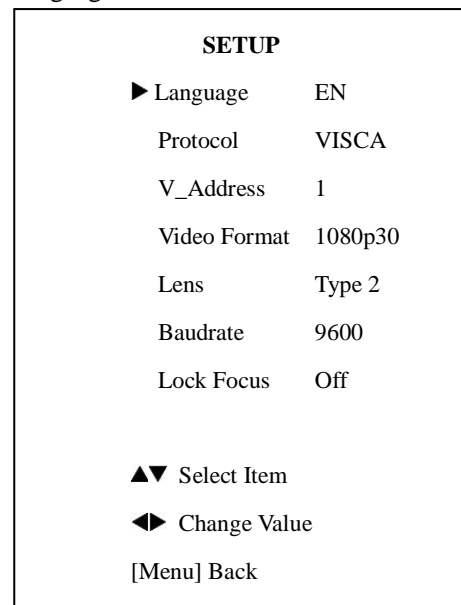 SETUP
▶ Language EN
Protocol VISCA
V_Address 1
Video Format 1080p30
Lens Type 2
Baudrate 9600
Lock Focus Off
▲▼ Select Item
◀▶ Change Value
[Menu] Back